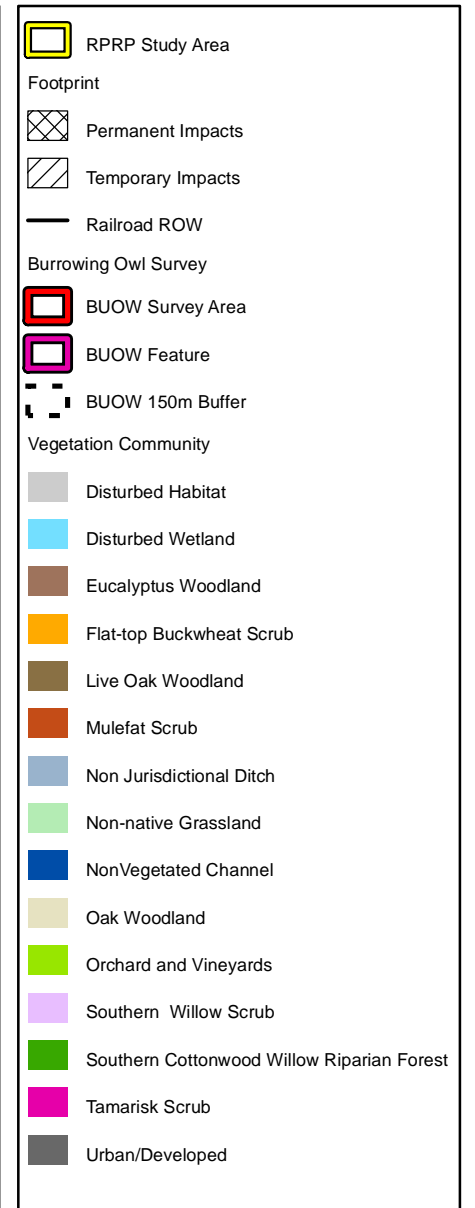 RPRP Study Area
Footprint
Permanent Impacts
Temporary Impacts
Railroad ROW
Burrowing Owl Survey
BUOW Survey Area
BUOW Feature
BUOW 150m Buffer
Vegetation Community
Disturbed Habitat
Disturbed Wetland
Eucalyptus Woodland
Flat-top Buckwheat Scrub
Live Oak Woodland
Mulefat Scrub
Non Jurisdictional Ditch
Non-native Grassland
NonVegetated Channel
Oak Woodland
Orchard and Vineyards
Southern  Willow Scrub
Southern Cottonwood Willow Riparian Forest
Tamarisk Scrub
Urban/Developed